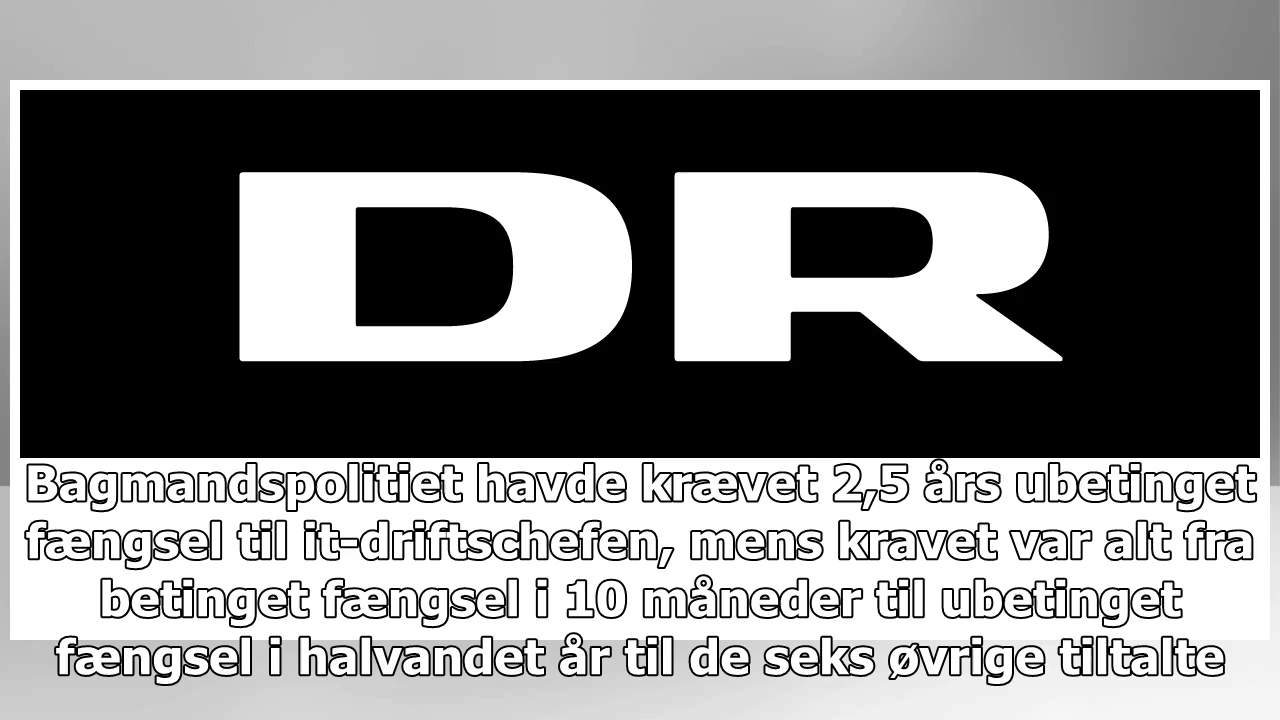 DR
Bagmandspolitiet havde krævet 2,5 års ubetinget
fængsel til it-driftschefen, mens kravet var alt fra
betinget fængsel i 10 måneder til ubetinget
fængsel i halvandet år til de seks øvrige tiltalte